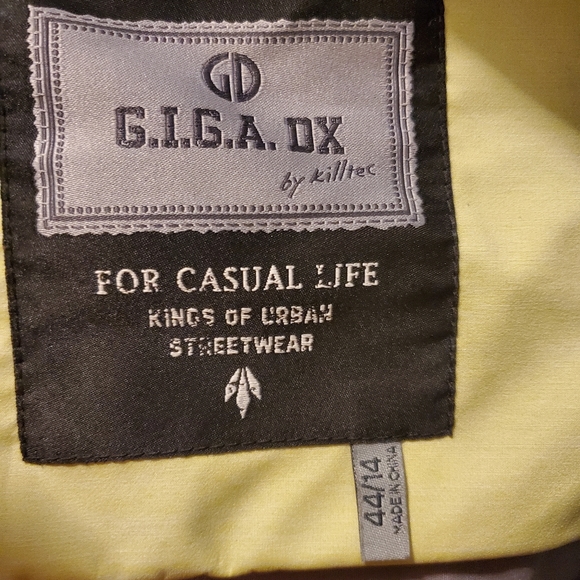 GD
G.I.G.A. DX
by killtec
FOR CASUAL LIFE
KINGS OF URBAN
STREETWEAR
44/14
MADE IN CHINA